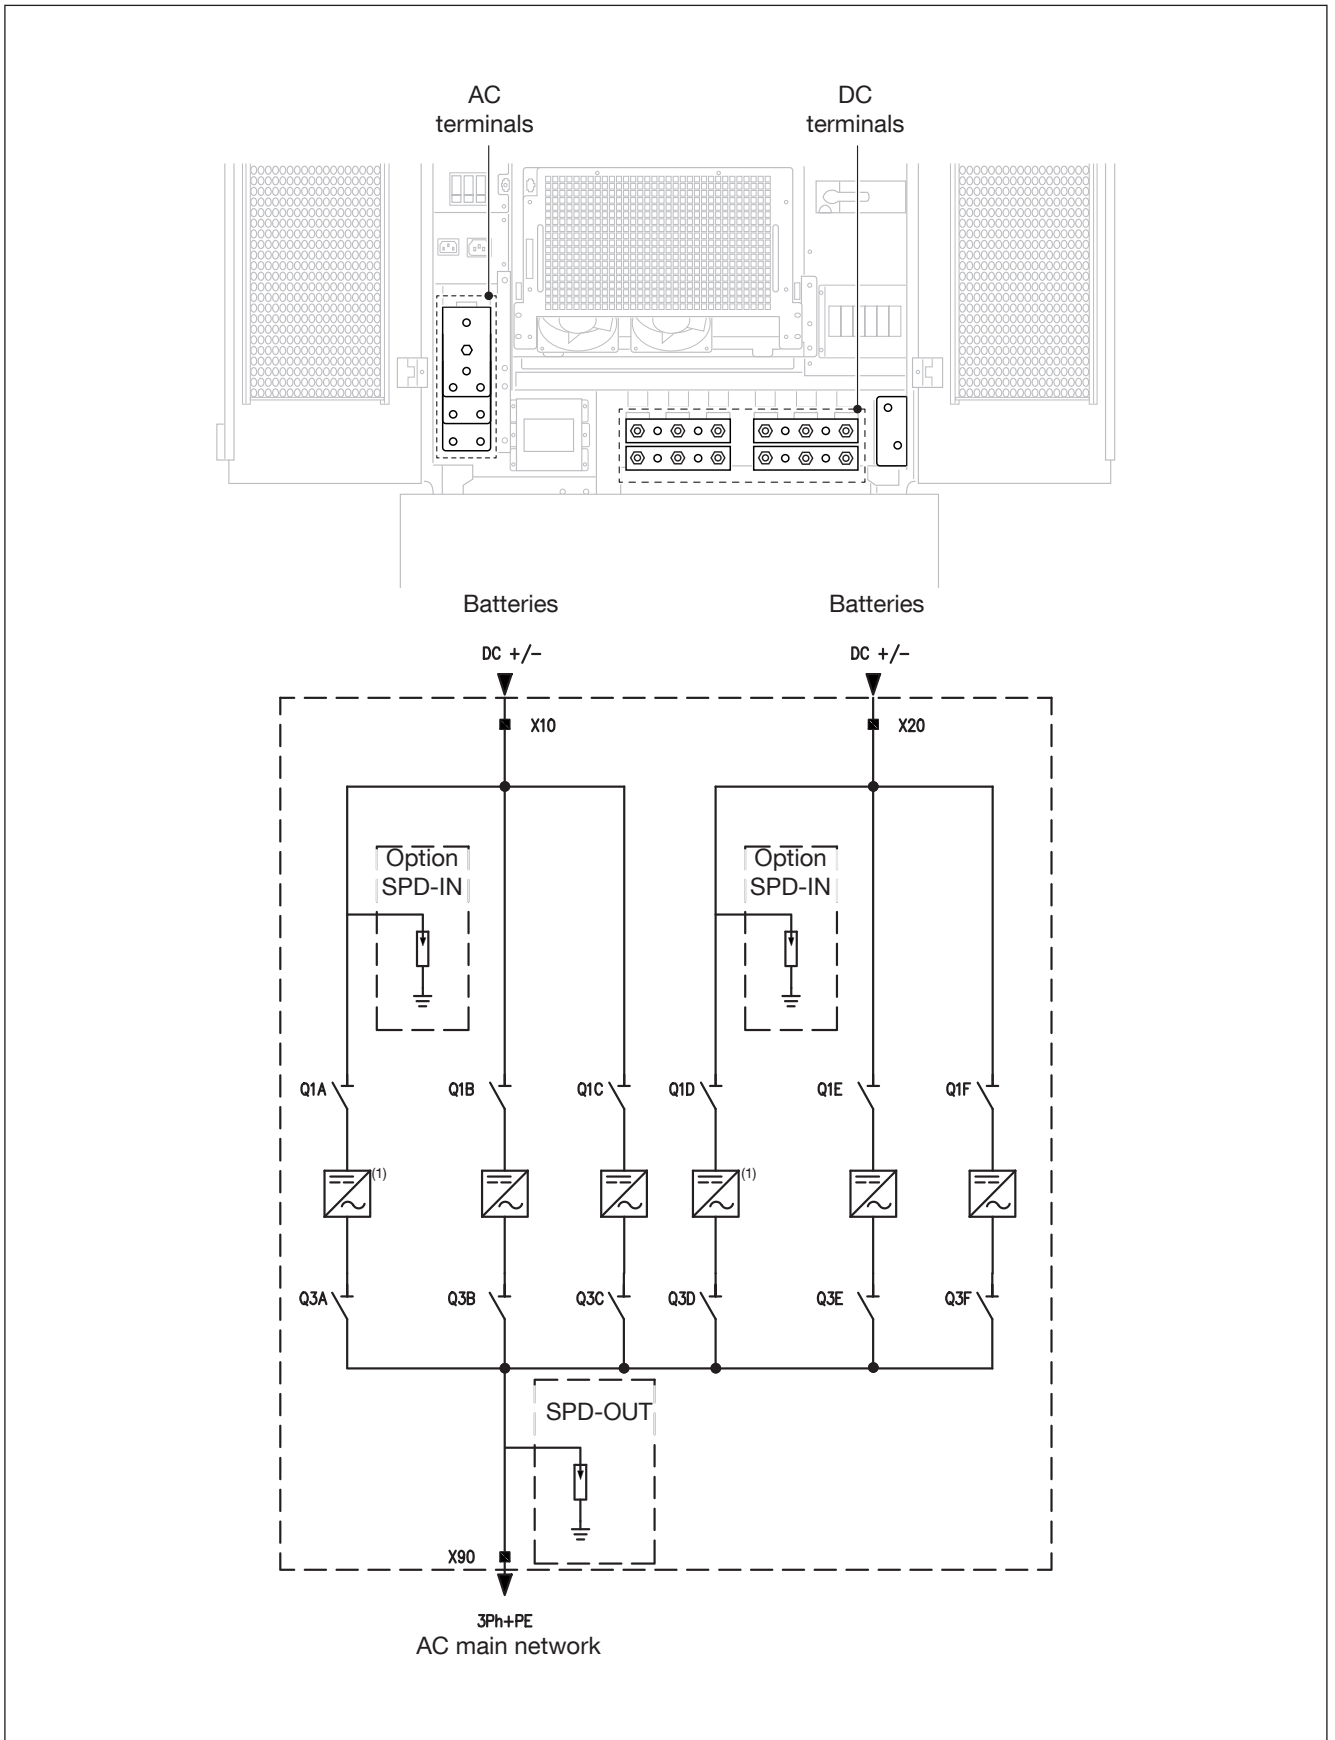 AC
terminals
DC
terminals
Batteries
Batteries
DC +/-
DC +/-
X10
X20
Option
SPD-IN
Option
SPD-IN
Q1A
Q1B
Q1C
Q1D
Q1E
Q1F
(1)
(1)
Q3A
Q3B
Q3C
Q3D
Q3E
Q3F
SPD-OUT
X90
3Ph+PE
AC main network